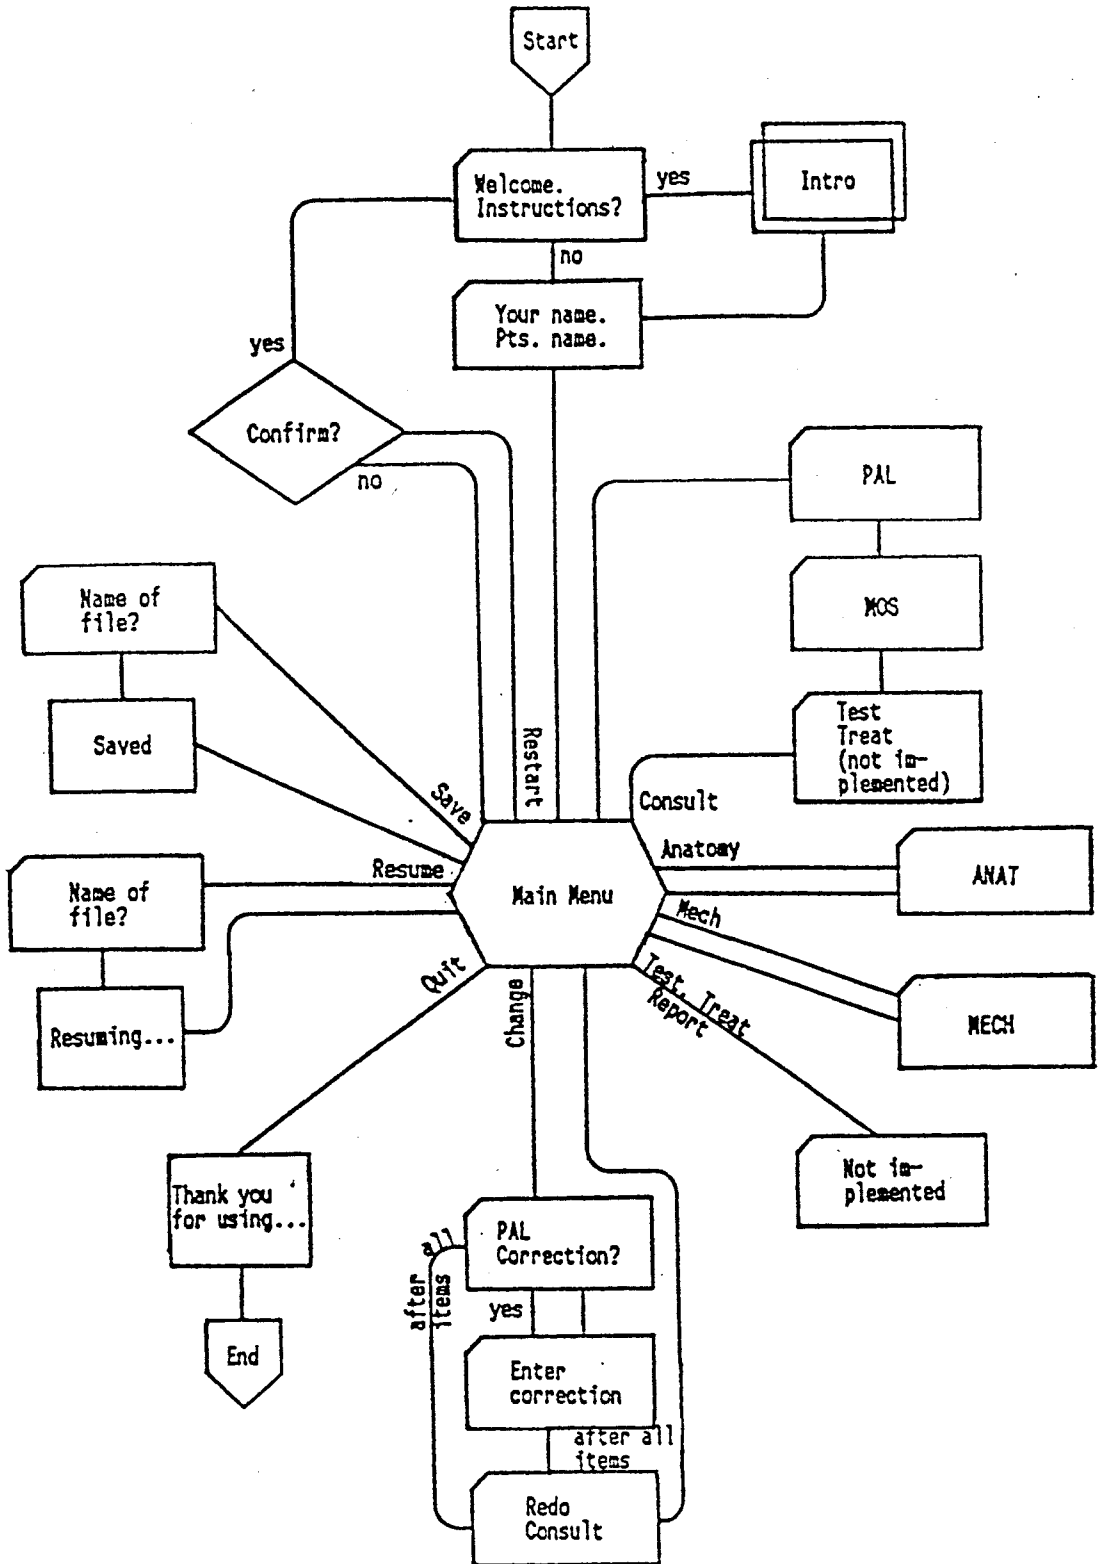 Start
Welcome.
Instructions?
yes
Intro
no
Your name.
Pts. name.
yes
Confirm?
no
PAL
MOS
Name of
file?
Test
Treat
(not im-
plemented)
Saved
Restart
Save
Consult
Anatomy
ANAT
Resume
Main Menu
Name of
file?
Mech
Quit
Change
Test, Treat
Report
MECH
Resuming...
Not im-
plemented
Thank you
for using...
PAL
Correction?
all
after
items
yes
End
Enter
correction
after all
items
Redo
Consult